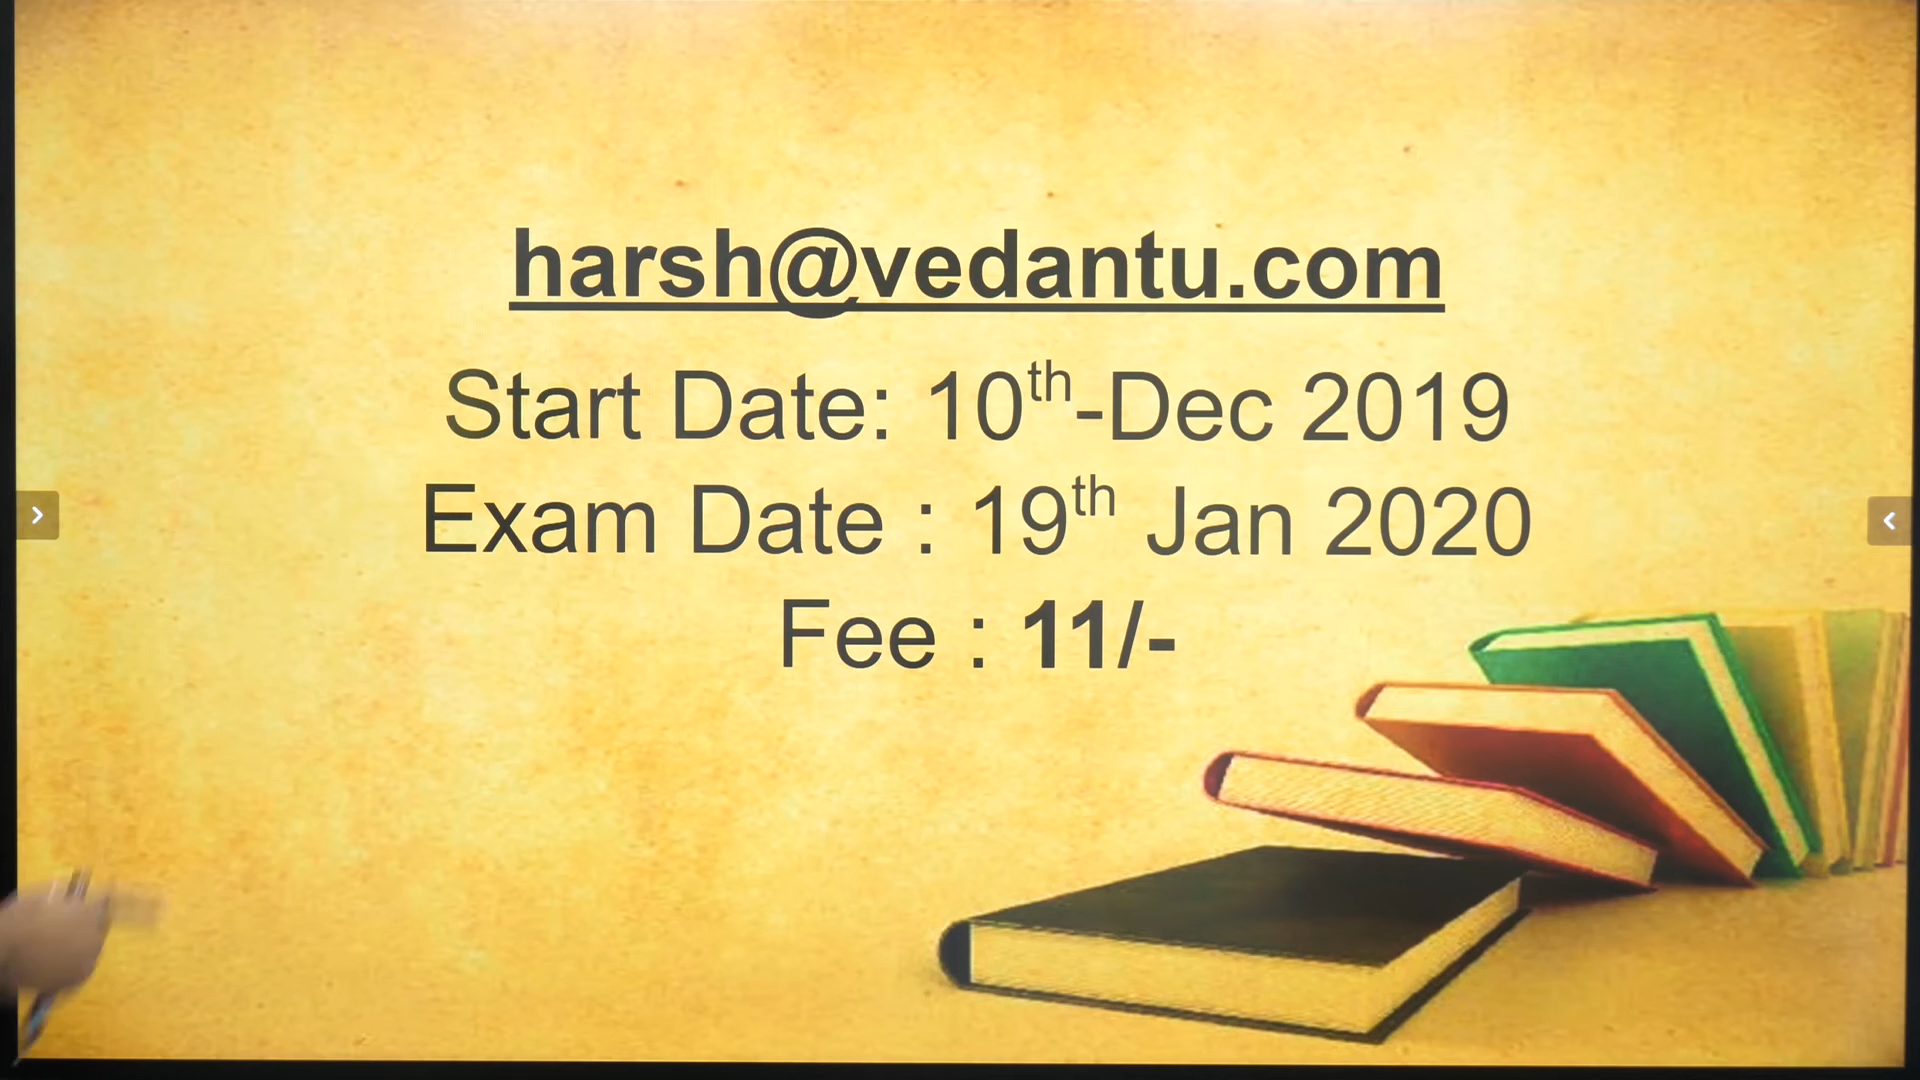 harsh@vedantu.com
Start Date: 10th-Dec 2019
Exam Date : 19th Jan 2020
Fee : 11/-